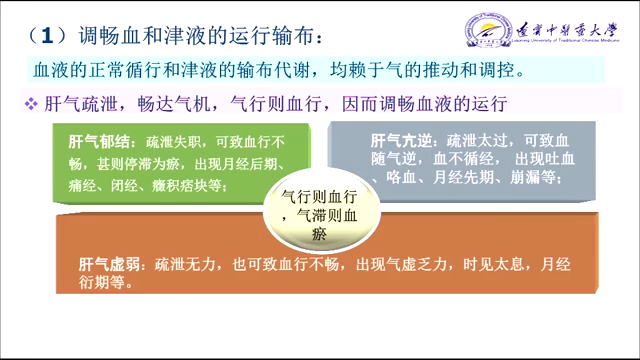 （1）调畅血和津液的运行输布：
辽宁中医药大学
Liaoning University of Traditional Chinese Medicine
血液的正常循行和津液的输布代谢，均赖于气的推动和调控。
❖ 肝气疏泄，畅达气机，气行则血行，因而调畅血液的运行
肝气郁结：疏泄失职，可致血行不
畅，甚则停滞为瘀，出现月经后期、
痛经、闭经、癥积痞块等；
肝气亢逆：疏泄太过，可致血
随气逆，血不循经， 出现吐血
、咯血、月经先期、崩漏等；
气行则血行
，气滞则血
瘀
肝气虚弱：疏泄无力，也可致血行不畅，出现气虚乏力，时见太息，月经
衍期等。